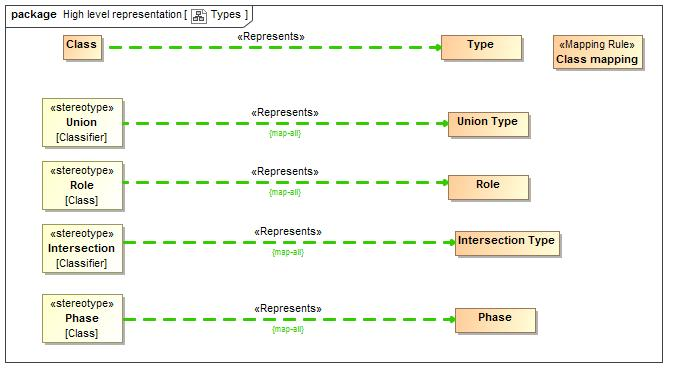 package High level representation [ Types ]
Class
«Represents»
Type
«Mapping Rule»
Class mapping
«stereotype»
Union
[Classifier]
«Represents»
{map-all}
Union Type
«stereotype»
Role
[Class]
«Represents»
{map-all}
Role
«stereotype»
Intersection
[Classifier]
«Represents»
{map-all}
Intersection Type
«stereotype»
Phase
[Class]
«Represents»
{map-all}
Phase